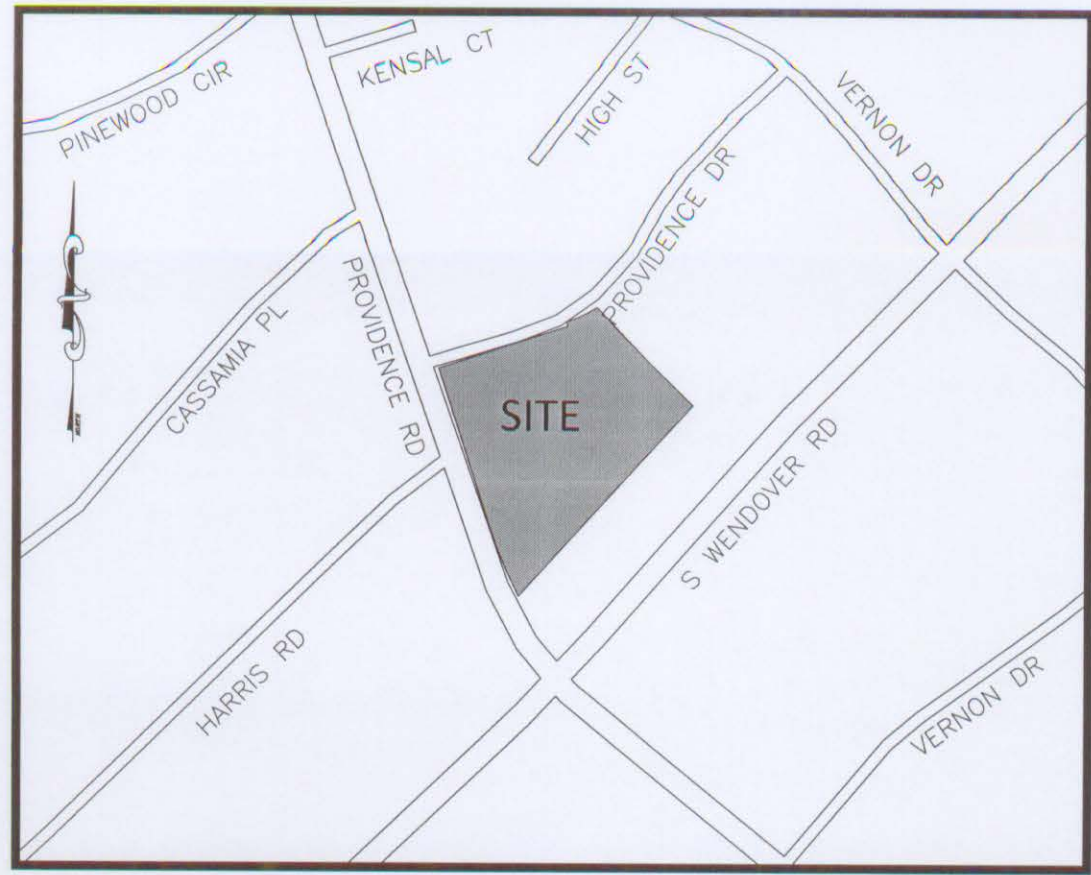 PINEWOOD CIR
KENSAL CT
HIGH ST
VERNON DR
PROVIDENCE DR
CASSAMIA PL
PROVIDENCE RD
SITE
S WENDOVER RD
HARRIS RD
VERNON DR